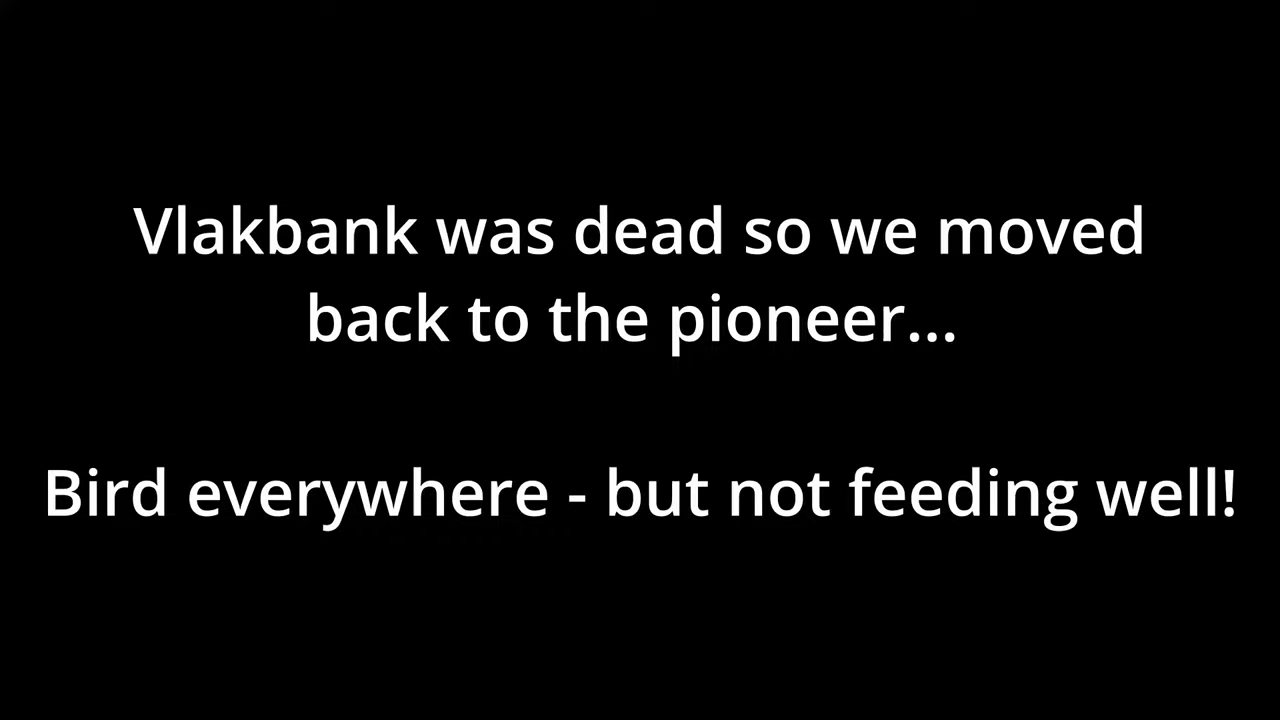 Vlakbank was dead so we moved
back to the pioneer...
Bird everywhere - but not feeding well!